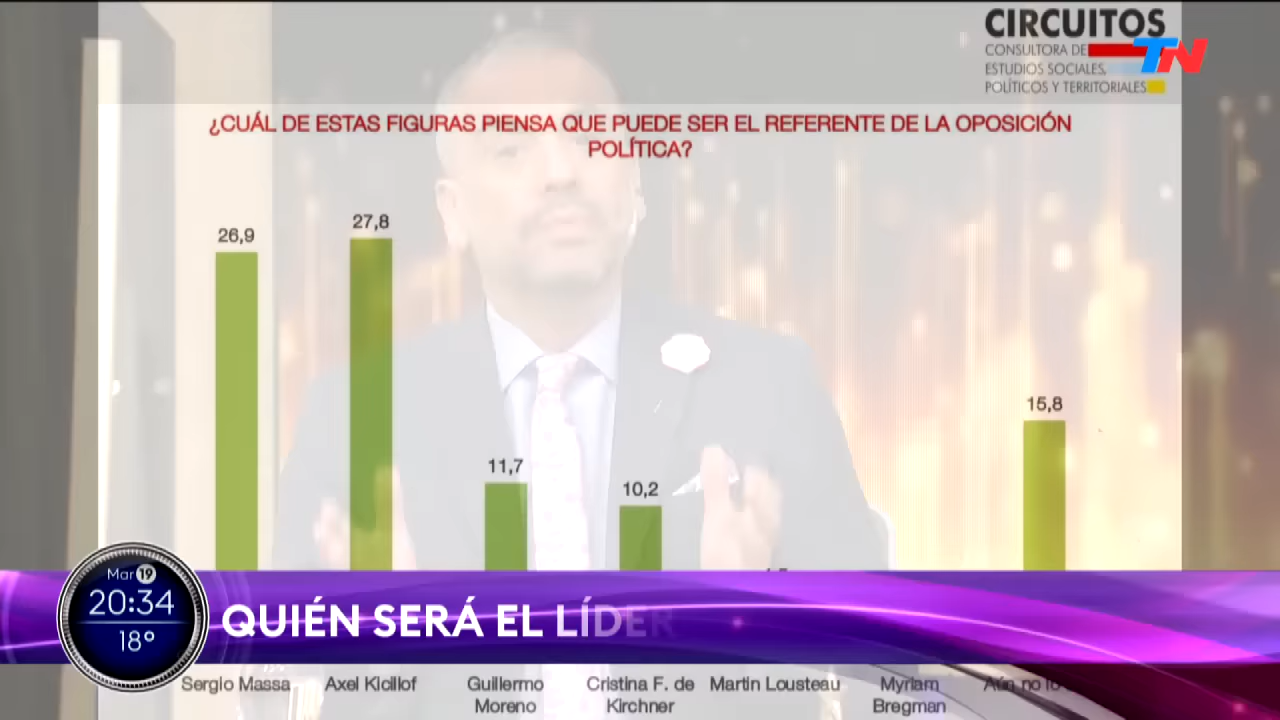 CIRCUITOS
CONSULTORA DE
ESTUDIOS SOCIALES,
POLÍTICOS Y TERRITORIALES
TN
¿CUÁL DE ESTAS FIGURAS PIENSA QUE PUEDE SER EL REFERENTE DE LA OPOSICIÓN
POLÍTICA?
26,9
27,8
11,7
10,2
15,8
Mar 19
20:34
18°
QUIÉN SERÁ EL LÍDER
Sergio Massa
Axel Kicillof
Guillermo
Moreno
Cristina F. de
Kirchner
Martin Lousteau
Myriam
Bregman
Aún no